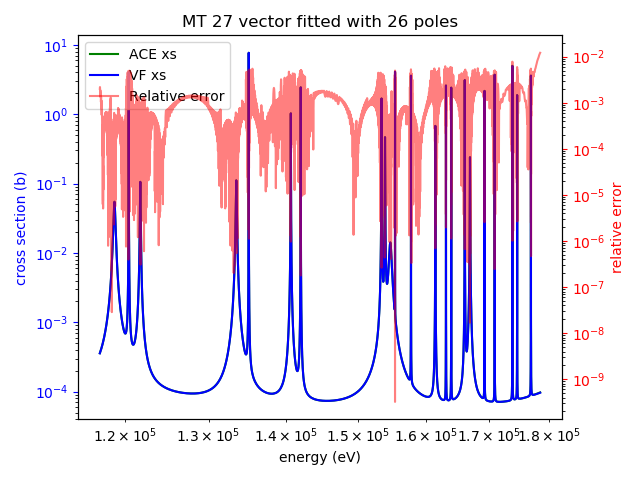 MT 27 vector fitted with 26 poles
ACE xs
VF xs
Relative error
cross section (b)
10^1
10^0
10^-1
10^-2
10^-3
10^-4
relative error
10^-2
10^-3
10^-4
10^-5
10^-6
10^-7
10^-8
10^-9
1.2 × 10^5 1.3 × 10^5 1.4 × 10^5 1.5 × 10^5 1.6 × 10^5 1.7 × 10^5 1.8 × 10^5
energy (eV)